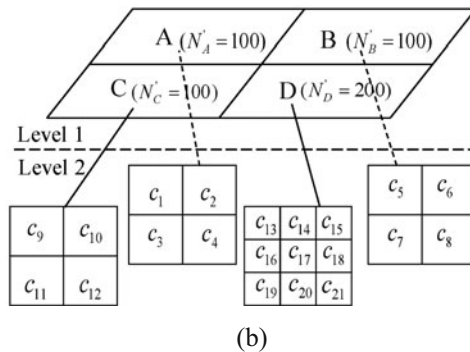 A (N'_A = 100) B (N'_B = 100)
C (N'_C = 100) D (N'_D = 200)
Level 1
Level 2
c₁ c₂ c₅ c₆
c₃ c₄ c₇ c₈
c₉ c₁₀ c₁₃ c₁₄ c₁₅
c₁₆ c₁₇ c₁₈
c₁₁ c₁₂ c₁₉ c₂₀ c₂₁
(b)